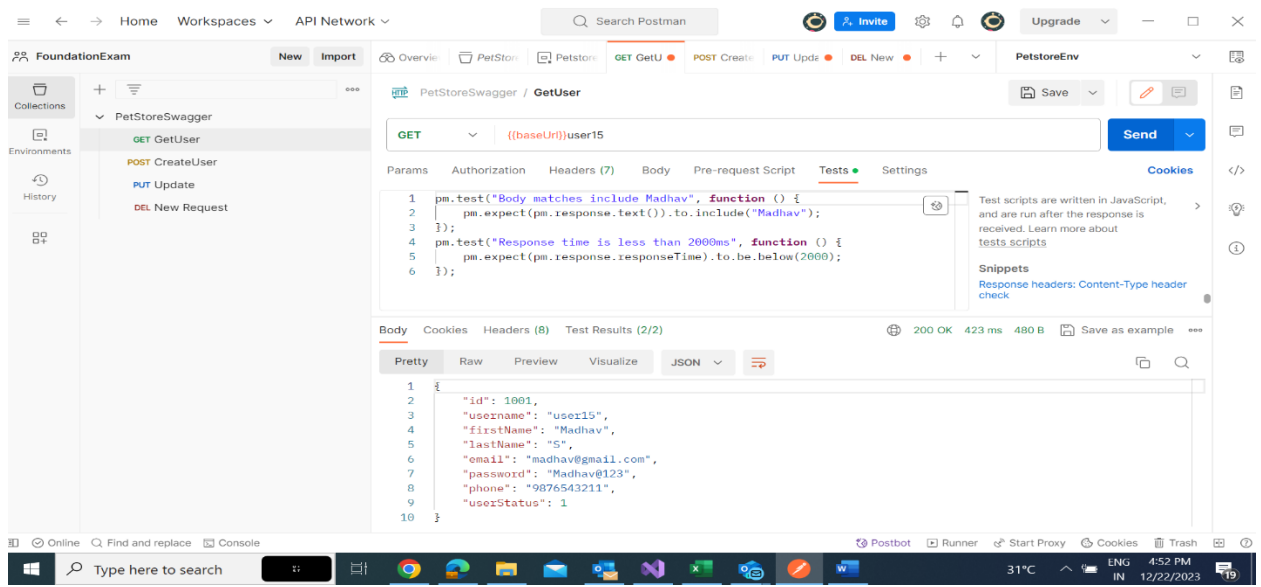 Home Workspaces API Network Search Postman Invite Upgrade
FoundationExam New Import Overvie PetStor Petstore GET GetU POST Create PUT Upda DEL New PetstoreEnv
Collections
Environments
History
PetStoreSwagger
GET GetUser
POST CreateUser
PUT Update
DEL New Request
HTTP PetStoreSwagger / GetUser Save
GET {{baseUrl}}user15 Send
Params Authorization Headers (7) Body Pre-request Script Tests Settings Cookies
1 pm.test("Body matches include Madhav", function () {
2 pm.expect(pm.response.text()).to.include("Madhav");
3 });
4 pm.test("Response time is less than 2000ms", function () {
5 pm.expect(pm.response.responseTime).to.be.below(2000);
6 });
Test scripts are written in JavaScript,
and are run after the response is
received. Learn more about
tests scripts
Snippets
Response headers: Content-Type header
check
Body Cookies Headers (8) Test Results (2/2) 200 OK 423 ms 480 B Save as example
Pretty Raw Preview Visualize JSON
1 {
2 "id": 1001,
3 "username": "user15",
4 "firstName": "Madhav",
5 "lastName": "S",
6 "email": "madhav@gmail.com",
7 "password": "Madhav@123",
8 "phone": "9876543211",
9 "userStatus": 1
10 }
Online Find and replace Console Postbot Runner Start Proxy Cookies Trash
Type here to search 31°C ENG IN 4:52 PM 12/22/2023 19